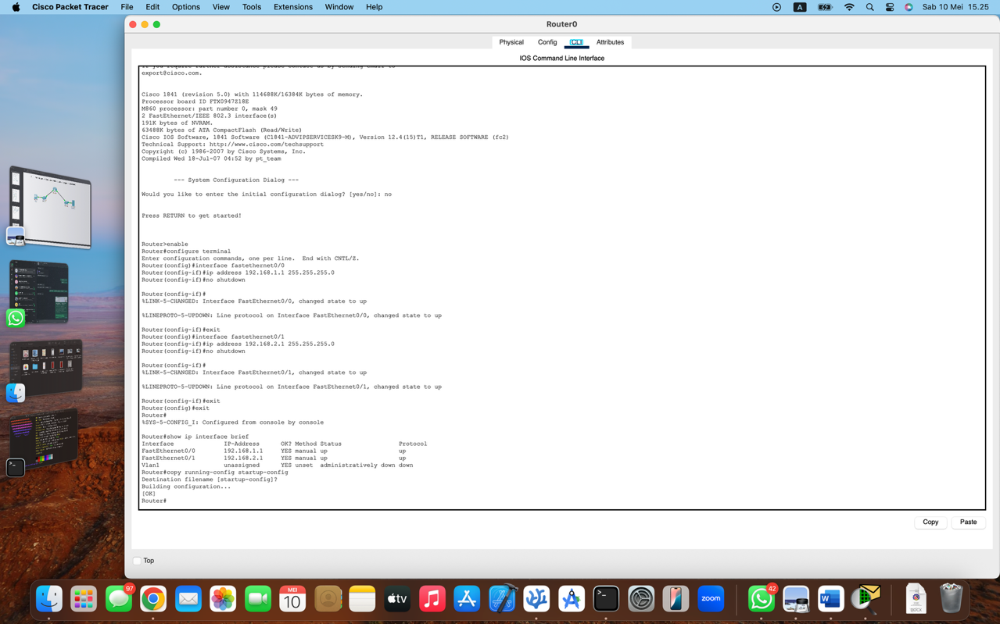 Cisco Packet Tracer File Edit Options View Tools Extensions Window Help A Sab 10 Mei 15.25
Router0
Physical Config CLI Attributes
IOS Command Line Interface
If you require further assistance please contact us by sending email to
export@cisco.com.
Cisco 1841 (revision 5.0) with 114688K/16384K bytes of memory.
Processor board ID FTX0947Z18E
M860 processor: part number 0, mask 49
2 FastEthernet/IEEE 802.3 interface(s)
191K bytes of NVRAM.
63488K bytes of ATA CompactFlash (Read/Write)
Cisco IOS Software, 1841 Software (C1841-ADVIPSERVICESK9-M), Version 12.4(15)T1, RELEASE SOFTWARE (fc2)
Technical Support: http://www.cisco.com/techsupport
Copyright (c) 1986-2007 by Cisco Systems, Inc.
Compiled Wed 18-Jul-07 04:52 by pt_team
--- System Configuration Dialog ---
Would you like to enter the initial configuration dialog? [yes/no]: no
Press RETURN to get started!
Router>enable
Router#configure terminal
Enter configuration commands, one per line. End with CNTL/Z.
Router(config)#interface fastethernet0/0
Router(config-if)#ip address 192.168.1.1 255.255.255.0
Router(config-if)#no shutdown
Router(config-if)#
%LINK-5-CHANGED: Interface FastEthernet0/0, changed state to up
%LINEPROTO-5-UPDOWN: Line protocol on Interface FastEthernet0/0, changed state to up
Router(config-if)#exit
Router(config)#interface fastethernet0/1
Router(config-if)#ip address 192.168.2.1 255.255.255.0
Router(config-if)#no shutdown
Router(config-if)#
%LINK-5-CHANGED: Interface FastEthernet0/1, changed state to up
%LINEPROTO-5-UPDOWN: Line protocol on Interface FastEthernet0/1, changed state to up
Router(config-if)#exit
Router(config)#exit
Router#
%SYS-5-CONFIG_I: Configured from console by console
Router#show ip interface brief
Interface IP-Address OK? Method Status Protocol
FastEthernet0/0 192.168.1.1 YES manual up up
FastEthernet0/1 192.168.2.1 YES manual up up
Vlan1 unassigned YES unset administratively down down
Router#copy running-config startup-config
Destination filename [startup-config]?
Building configuration...
[OK]
Router#
Copy Paste
Top
97
MEI
10
tv
zoom
42
W
DOCX